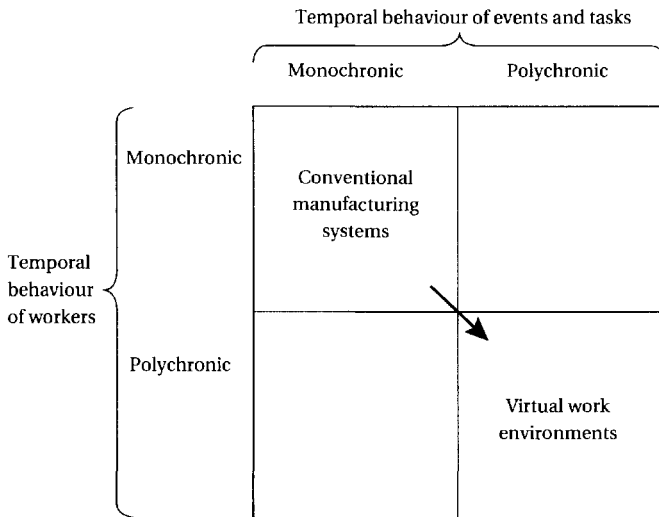 Temporal behaviour of events and tasks
Monochronic
Polychronic
Monochronic
Conventional
manufacturing
systems
Temporal
behaviour
of workers
Polychronic
Virtual work
environments